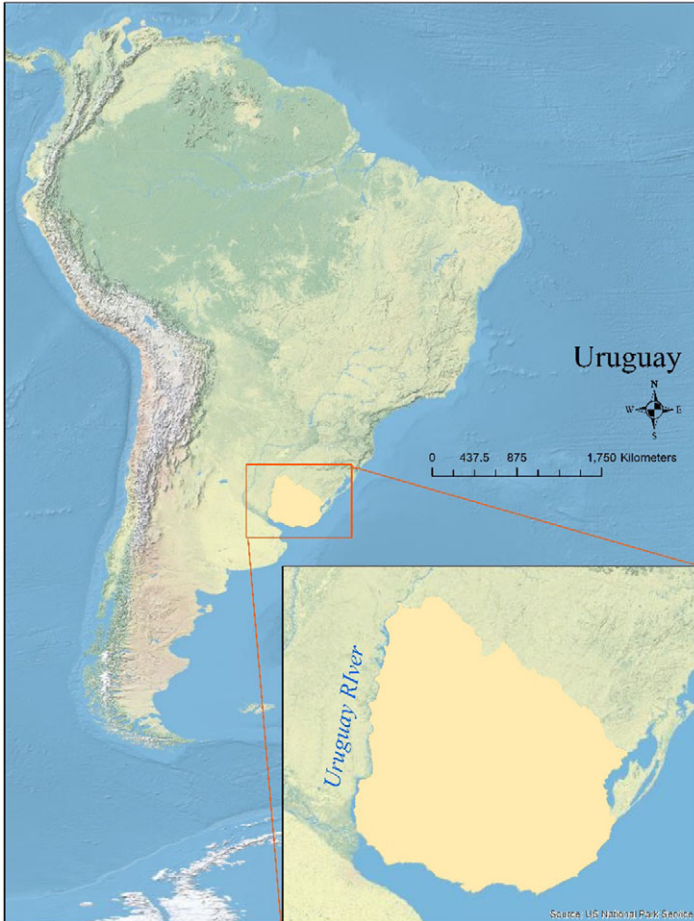 Uruguay
N
W E
S
0 437.5 875 1,750 Kilometers
Uruguay RIver
Source: US National Park Service